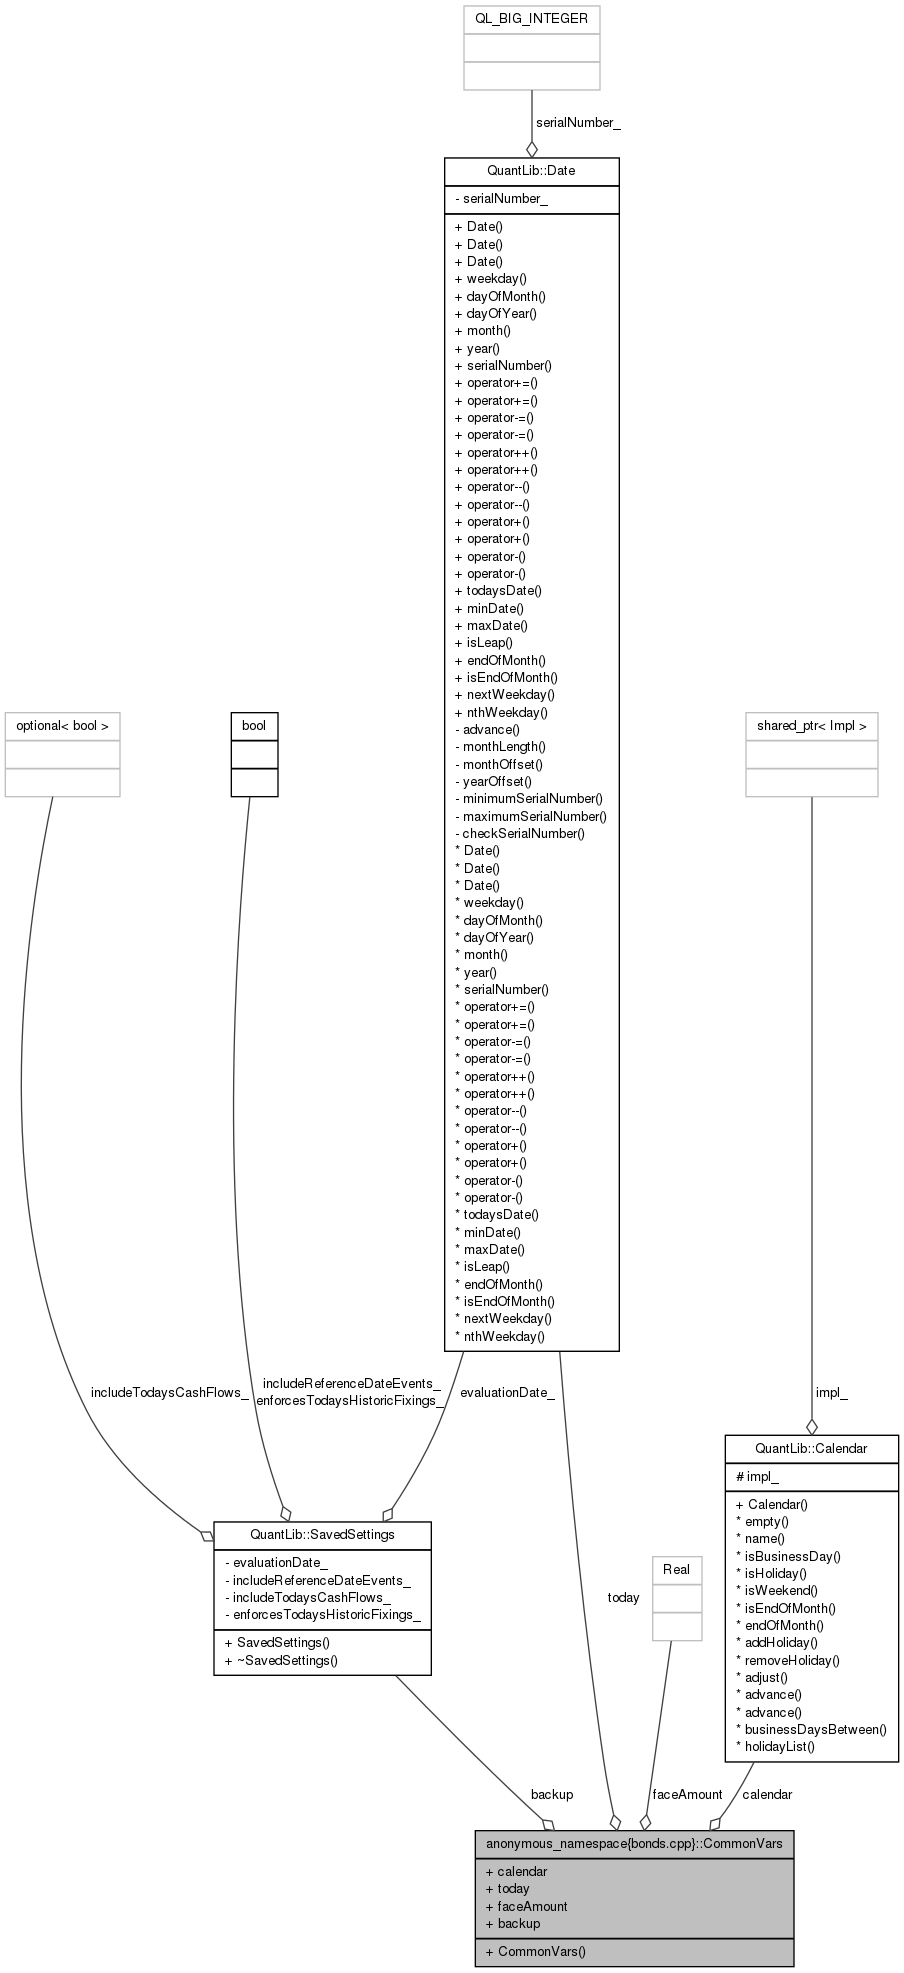 QL_BIG_INTEGER
serialNumber_
QuantLib::Date
- serialNumber_
+ Date()
+ Date()
+ Date()
+ weekday()
+ dayOfMonth()
+ dayOfYear()
+ month()
+ year()
+ serialNumber()
+ operator+=()
+ operator+=()
+ operator-=()
+ operator-=()
+ operator++()
+ operator++()
+ operator--()
+ operator--()
+ operator+()
+ operator+()
+ operator-()
+ operator-()
+ todaysDate()
+ minDate()
+ maxDate()
+ isLeap()
+ endOfMonth()
+ isEndOfMonth()
+ nextWeekday()
+ nthWeekday()
- advance()
- monthLength()
- monthOffset()
- yearOffset()
- minimumSerialNumber()
- maximumSerialNumber()
- checkSerialNumber()
* Date()
* Date()
* Date()
* weekday()
* dayOfMonth()
* dayOfYear()
* month()
* year()
* serialNumber()
* operator+=()
* operator+=()
* operator-=()
* operator-=()
* operator++()
* operator++()
* operator--()
* operator--()
* operator+()
* operator+()
* operator-()
* operator-()
* todaysDate()
* minDate()
* maxDate()
* isLeap()
* endOfMonth()
* isEndOfMonth()
* nextWeekday()
* nthWeekday()
optional< bool >
bool
shared_ptr< Impl >
includeTodaysCashFlows_
includeReferenceDateEvents_
enforcesTodaysHistoricFixings_
evaluationDate_
impl_
QuantLib::Calendar
# impl_
+ Calendar()
* empty()
* name()
* isBusinessDay()
* isHoliday()
* isWeekend()
* isEndOfMonth()
* endOfMonth()
* addHoliday()
* removeHoliday()
* adjust()
* advance()
* advance()
* businessDaysBetween()
* holidayList()
QuantLib::SavedSettings
- evaluationDate_
- includeReferenceDateEvents_
- includeTodaysCashFlows_
- enforcesTodaysHistoricFixings_
+ SavedSettings()
+ ~SavedSettings()
Real
today
backup
faceAmount
calendar
anonymous_namespace{bonds.cpp}::CommonVars
+ calendar
+ today
+ faceAmount
+ backup
+ CommonVars()